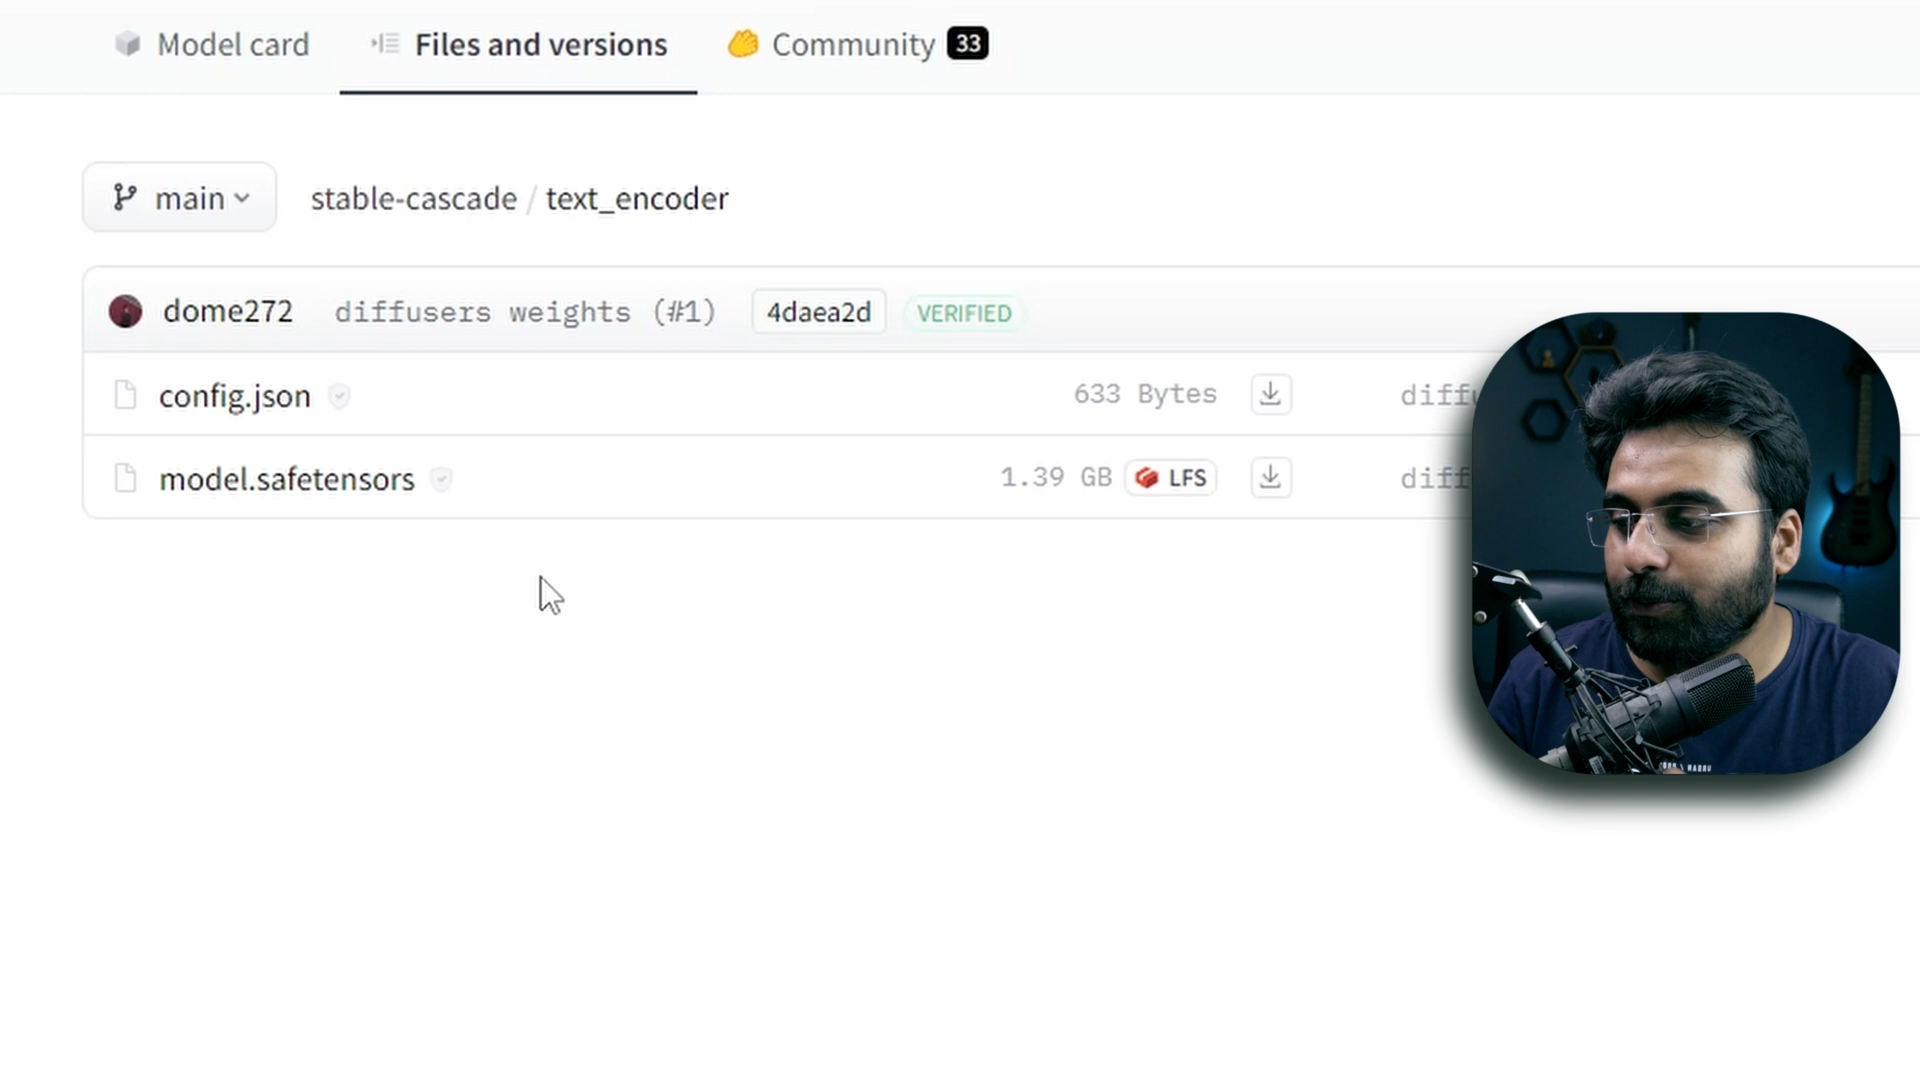 Model card Files and versions Community 33
main stable-cascade / text_encoder
dome272 diffusers weights (#1) 4daea2d VERIFIED
config.json 633 Bytes
model.safetensors 1.39 GB LFS